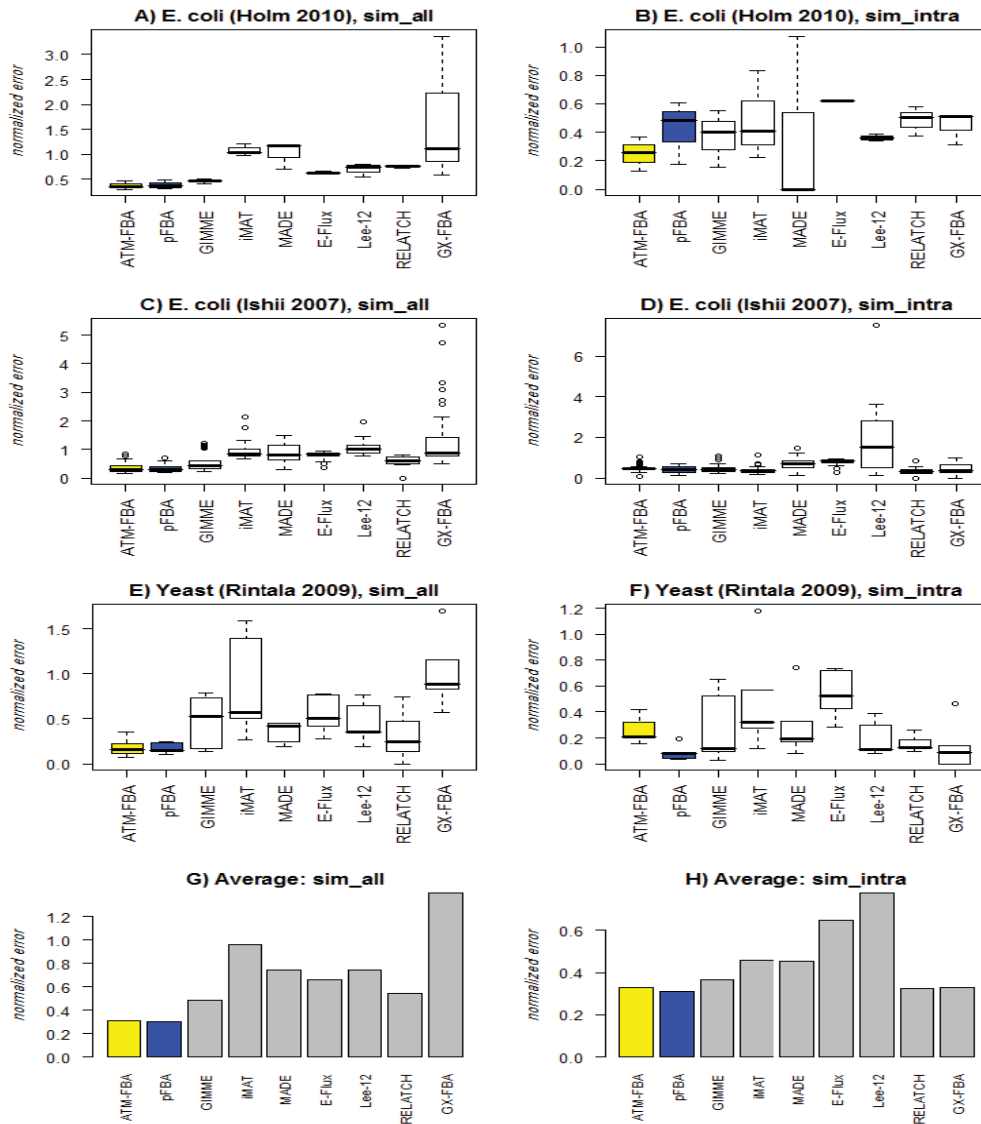 A) E. coli (Holm 2010), sim_all
normalized error
3.0
2.5
2.0
1.5
1.0
0.5
ATM-FBA
pFBA
GIMME
iMAT
MADE
E-Flux
Lee-12
RELATCH
GX-FBA
B) E. coli (Holm 2010), sim_intra
normalized error
1.0
0.8
0.6
0.4
0.2
0.0
ATM-FBA
pFBA
GIMME
iMAT
MADE
E-Flux
Lee-12
RELATCH
GX-FBA
C) E. coli (Ishii 2007), sim_all
normalized error
5
4
3
2
1
0
ATM-FBA
pFBA
GIMME
iMAT
MADE
E-Flux
Lee-12
RELATCH
GX-FBA
D) E. coli (Ishii 2007), sim_intra
normalized error
6
4
2
0
ATM-FBA
pFBA
GIMME
iMAT
MADE
E-Flux
Lee-12
RELATCH
GX-FBA
E) Yeast (Rintala 2009), sim_all
normalized error
1.5
1.0
0.5
0.0
ATM-FBA
pFBA
GIMME
iMAT
MADE
E-Flux
Lee-12
RELATCH
GX-FBA
F) Yeast (Rintala 2009), sim_intra
normalized error
1.2
1.0
0.8
0.6
0.4
0.2
0.0
ATM-FBA
pFBA
GIMME
iMAT
MADE
E-Flux
Lee-12
RELATCH
GX-FBA
G) Average: sim_all
normalized error
1.2
1.0
0.8
0.6
0.4
0.2
0.0
ATM-FBA
pFBA
GIMME
iMAT
MADE
E-Flux
Lee-12
RELATCH
GX-FBA
H) Average: sim_intra
normalized error
0.6
0.4
0.2
0.0
ATM-FBA
pFBA
GIMME
iMAT
MADE
E-Flux
Lee-12
RELATCH
GX-FBA